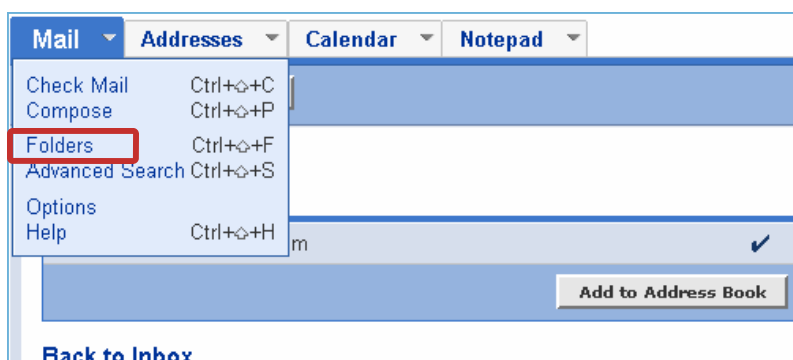 Mail Addresses Calendar Notepad
Check Mail Ctrl+⇧+C
Compose Ctrl+⇧+P
Folders Ctrl+⇧+F
Advanced Search Ctrl+⇧+S
Options
Help Ctrl+⇧+H
m
Add to Address Book
Back to Inbox